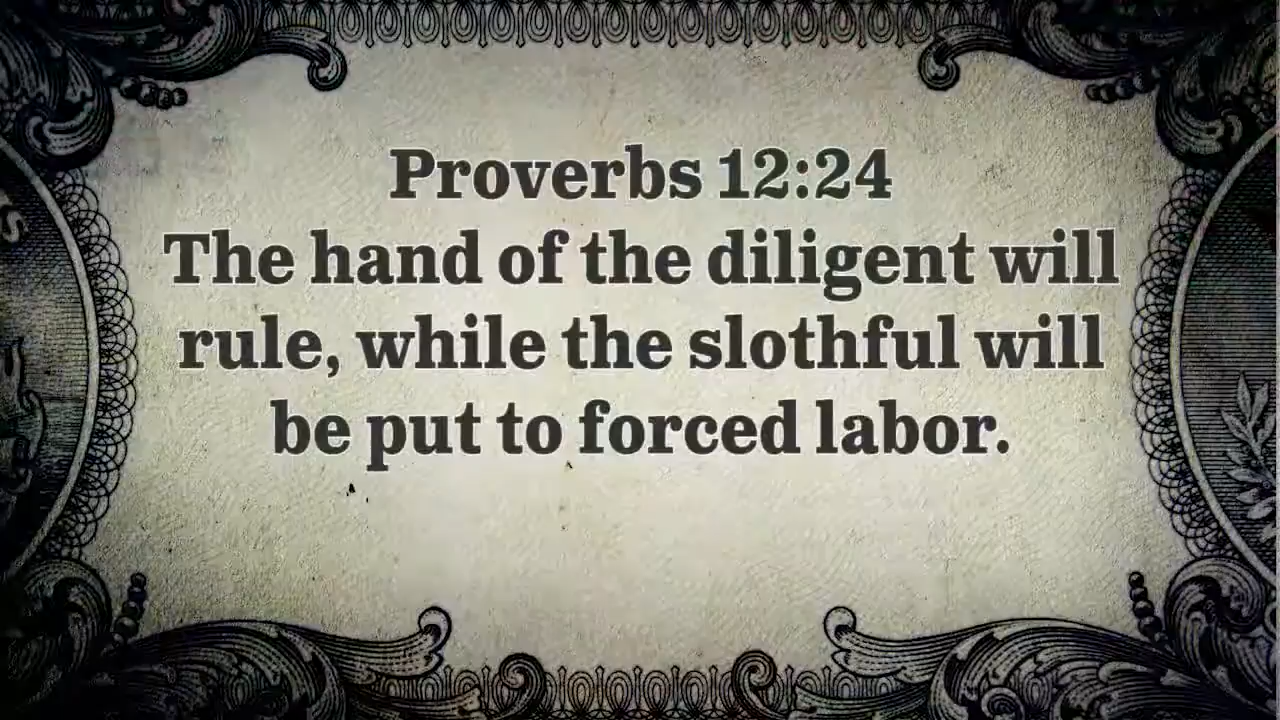 Proverbs 12:24
The hand of the diligent will
rule, while the slothful will
be put to forced labor.